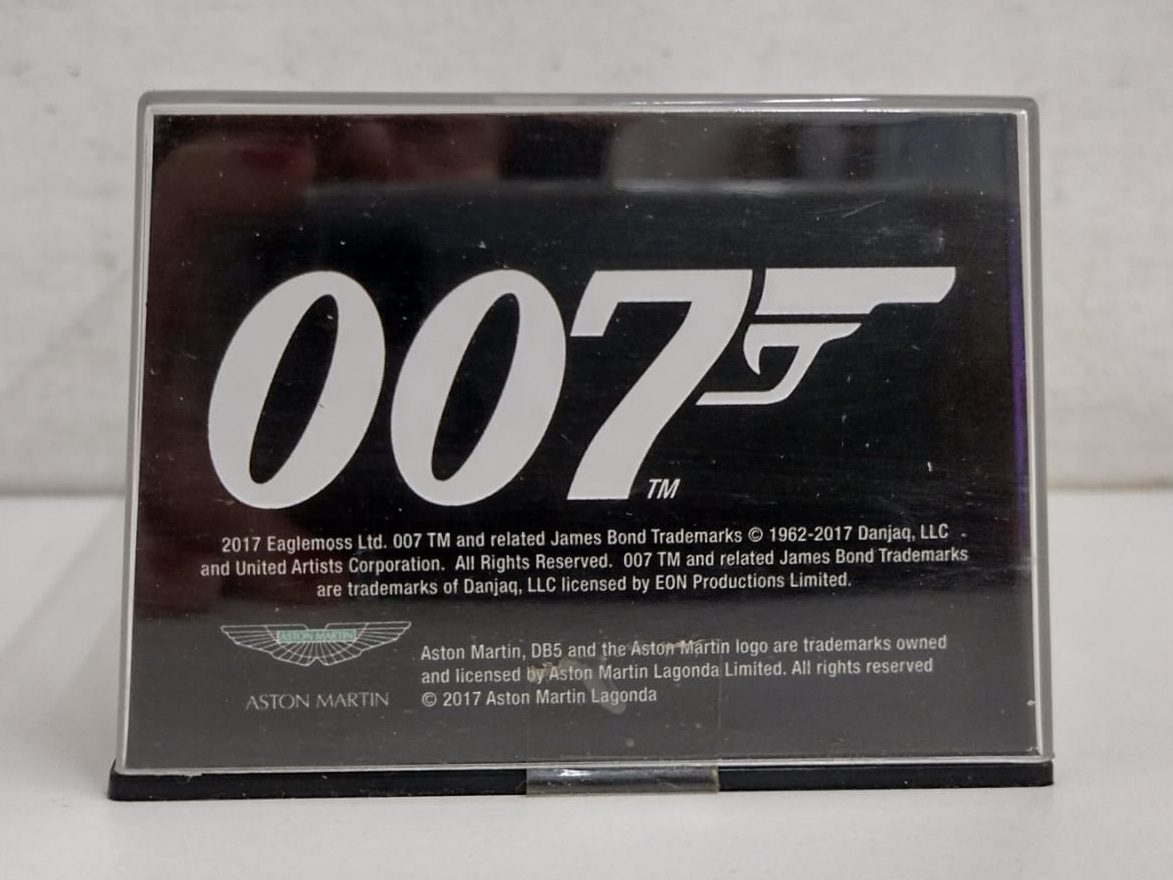 007 TM
2017 Eaglemoss Ltd. 007 TM and related James Bond Trademarks © 1962-2017 Danjaq, LLC
and United Artists Corporation. All Rights Reserved. 007 TM and related James Bond Trademarks
are trademarks of Danjaq, LLC licensed by EON Productions Limited.
ASTON MARTIN
ASTON MARTIN
Aston Martin, DB5 and the Aston Martin logo are trademarks owned
and licensed by Aston Martin Lagonda Limited. All rights reserved
© 2017 Aston Martin Lagonda